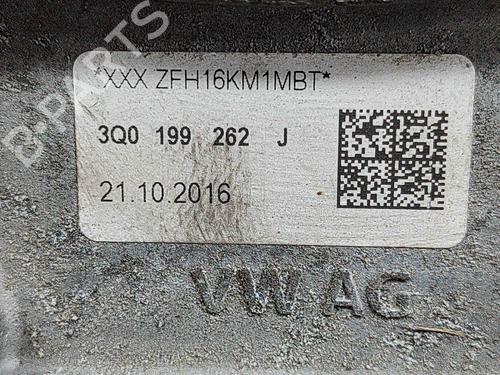 B-PARTS
*XXX ZFH16KM1MBT*
3Q0 199 262 J
21.10.2016
VW AG